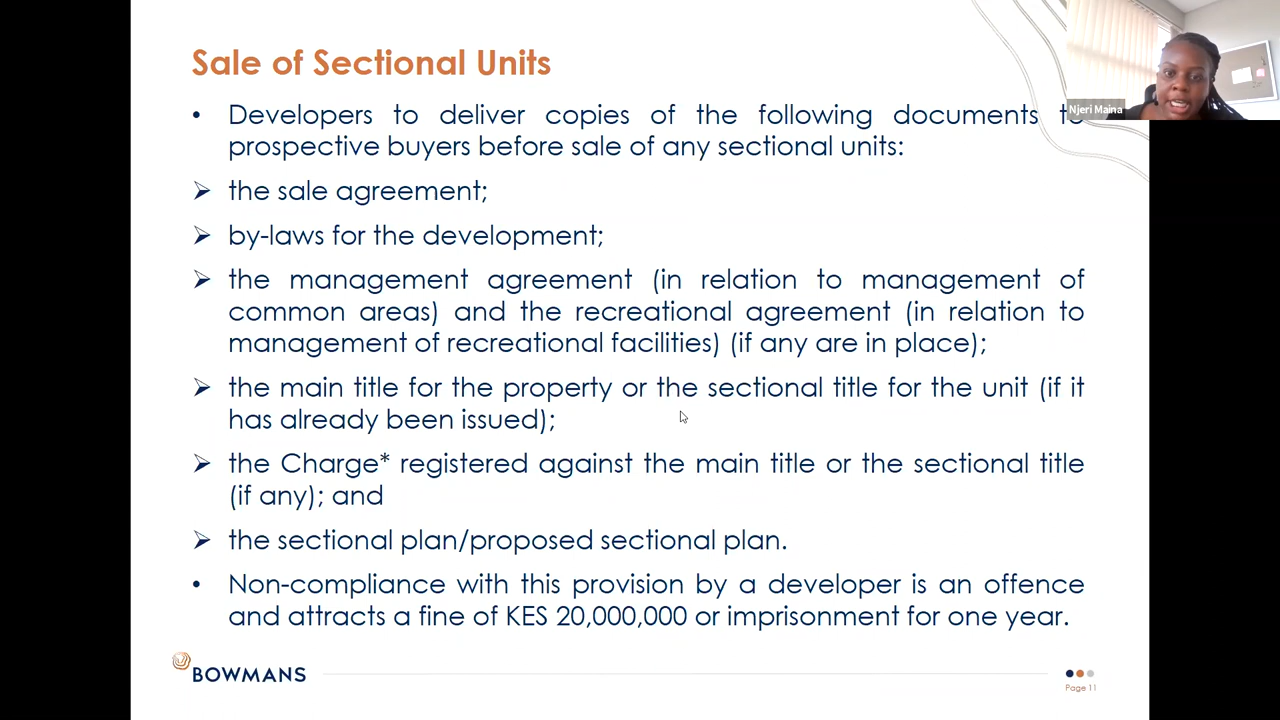 Sale of Sectional Units
Njeri Maina
• Developers to deliver copies of the following documents to
prospective buyers before sale of any sectional units:
➢ the sale agreement;
➢ by-laws for the development;
➢ the management agreement (in relation to management of
common areas) and the recreational agreement (in relation to
management of recreational facilities) (if any are in place);
➢ the main title for the property or the sectional title for the unit (if it
has already been issued);
➢ the Charge* registered against the main title or the sectional title
(if any); and
➢ the sectional plan/proposed sectional plan.
• Non-compliance with this provision by a developer is an offence
and attracts a fine of KES 20,000,000 or imprisonment for one year.
BOWMANS
Page 11